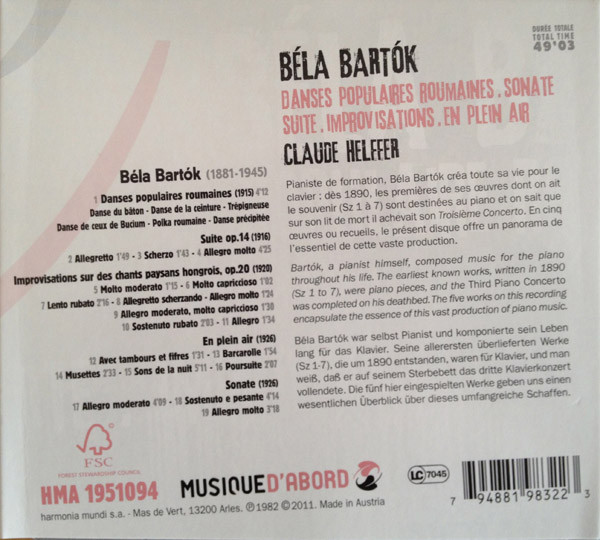 DURÉE TOTALE
TOTAL TIME
49'03
BÉLA BARTÓK
DANSES POPULAIRES ROUMAINES . SONATE
SUITE . IMPROVISATIONS . EN PLEIN AIR
CLAUDE HELFFER
Béla Bartók (1881-1945)
1 Danses populaires roumaines (1915) 4'12
Danse du bâton - Danse de la ceinture - Trépigneuse
Danse de ceux de Bucium - Polka roumaine - Danse précipitée
Suite op.14 (1916)
2 Allegretto 1'49 - 3 Scherzo 1'43 - 4 Allegro molto 4'25
Improvisations sur des chants paysans hongrois, op.20 (1920)
5 Molto moderato 1'15 - 6 Molto capriccioso 1'02
7 Lento rubato 2'16 - 8 Allegretto scherzando - Allegro molto 1'24
9 Allegro moderato, molto capriccioso 1'30
10 Sostenuto rubato 2'03 - 11 Allegro 1'34
En plein air (1926)
12 Avec tambours et fifres 1'31 - 13 Barcarolle 1'54
14 Musettes 2'33 - 15 Sons de la nuit 5'11 - 16 Poursuite 2'07
Sonate (1926)
17 Allegro moderato 4'09 - 18 Sostenuto e pesante 4'14
19 Allegro molto 3'18
Pianiste de formation, Béla Bartók créa toute sa vie pour le
clavier ; dès 1890, les premières de ses œuvres dont on ait
le souvenir (Sz 1 à 7) sont destinées au piano et on sait que
sur son lit de mort il achevait son Troisième Concerto. En cinq
œuvres ou recueils, le présent disque offre un panorama de
l'essentiel de cette vaste production.
Bartók, a pianist himself, composed music for the piano
throughout his life. The earliest known works, written in 1890
(Sz 1 to 7), were piano pieces, and the Third Piano Concerto
was completed on his deathbed. The five works on this recording
encapsulate the essence of this vast production of piano music.
Béla Bartók war selbst Pianist und komponierte sein Leben
lang für das Klavier. Seine allerersten überlieferten Werke
(Sz 1-7), die um 1890 entstanden, waren für Klavier, und man
weiß, daß er auf seinem Sterbebett das dritte Klavierkonzert
vollendete. Die fünf hier eingespielten Werke geben uns einen
wesentlichen Überblick über dieses umfangreiche Schaffen.
FSC
FOREST STEWARDSHIP COUNCIL
HMA 1951094
MUSIQUE D'ABORD
LC 7045
harmonia mundi s.a. - Mas de Vert, 13200 Arles. ℗ 1982 © 2011. Made in Austria
7 94881 98322 3